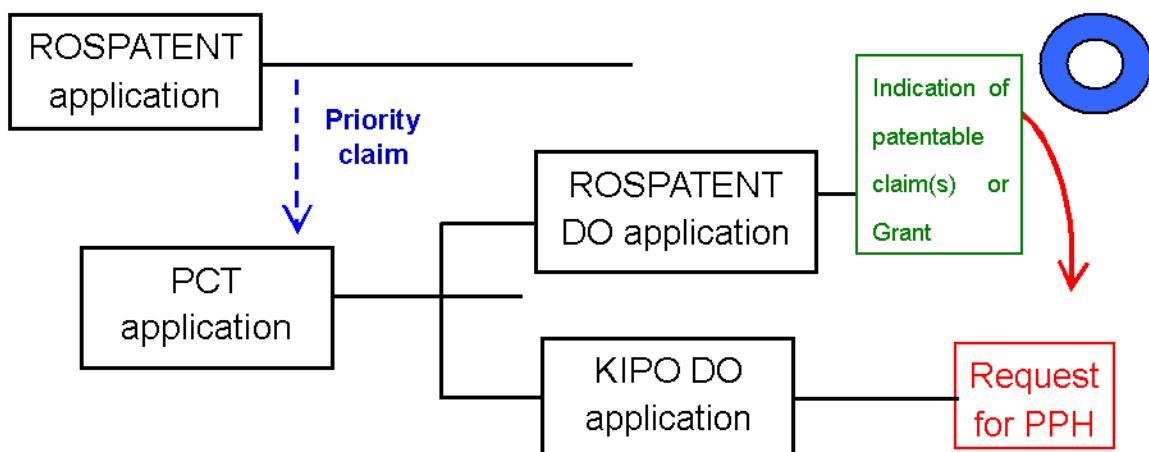 ROSPATENT
application
Priority
claim
Indication of
patentable
claim(s) or
Grant
ROSPATENT
DO application
PCT
application
KIPO DO
application
Request
for PPH